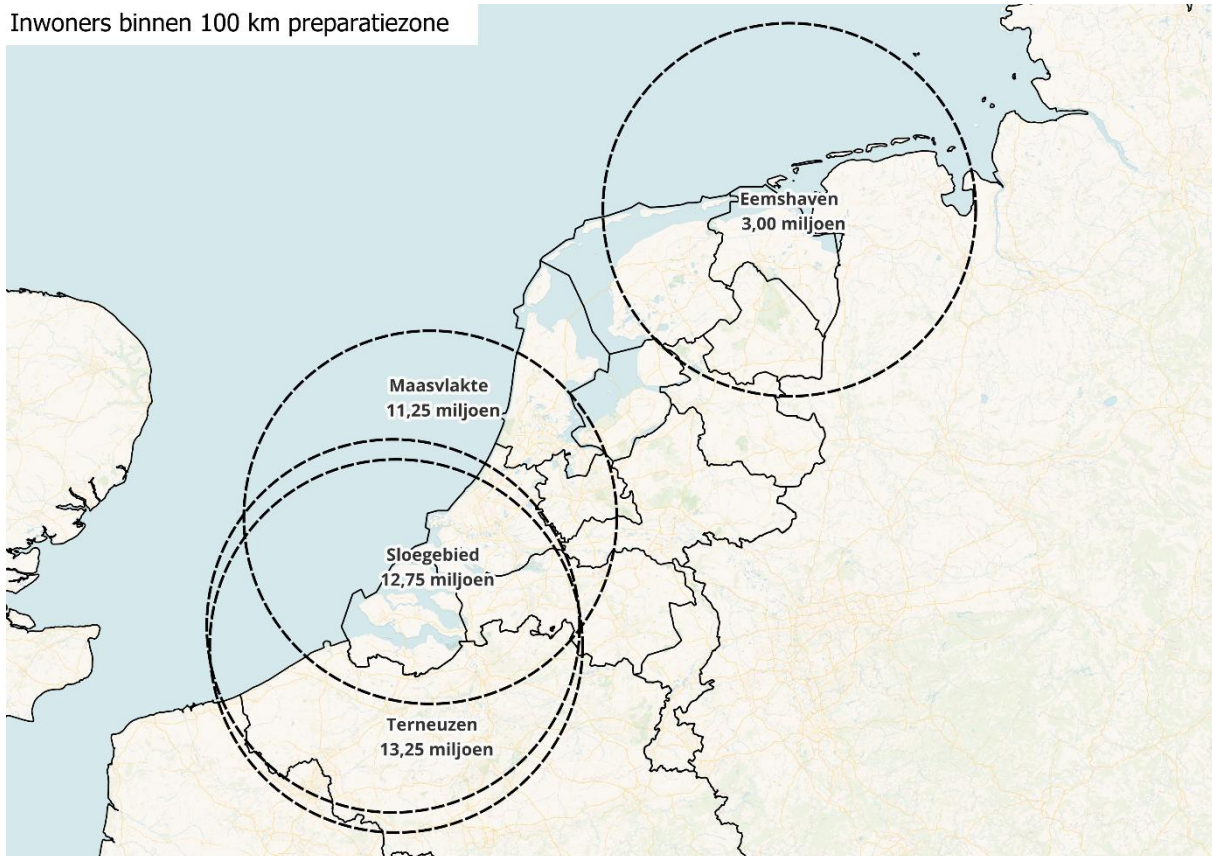 Inwoners binnen 100 km preparatiezone
Eemshaven
3,00 miljoen
Maasvlakte
11,25 miljoen
Sloegebied
12,75 miljoen
Terneuzen
13,25 miljoen